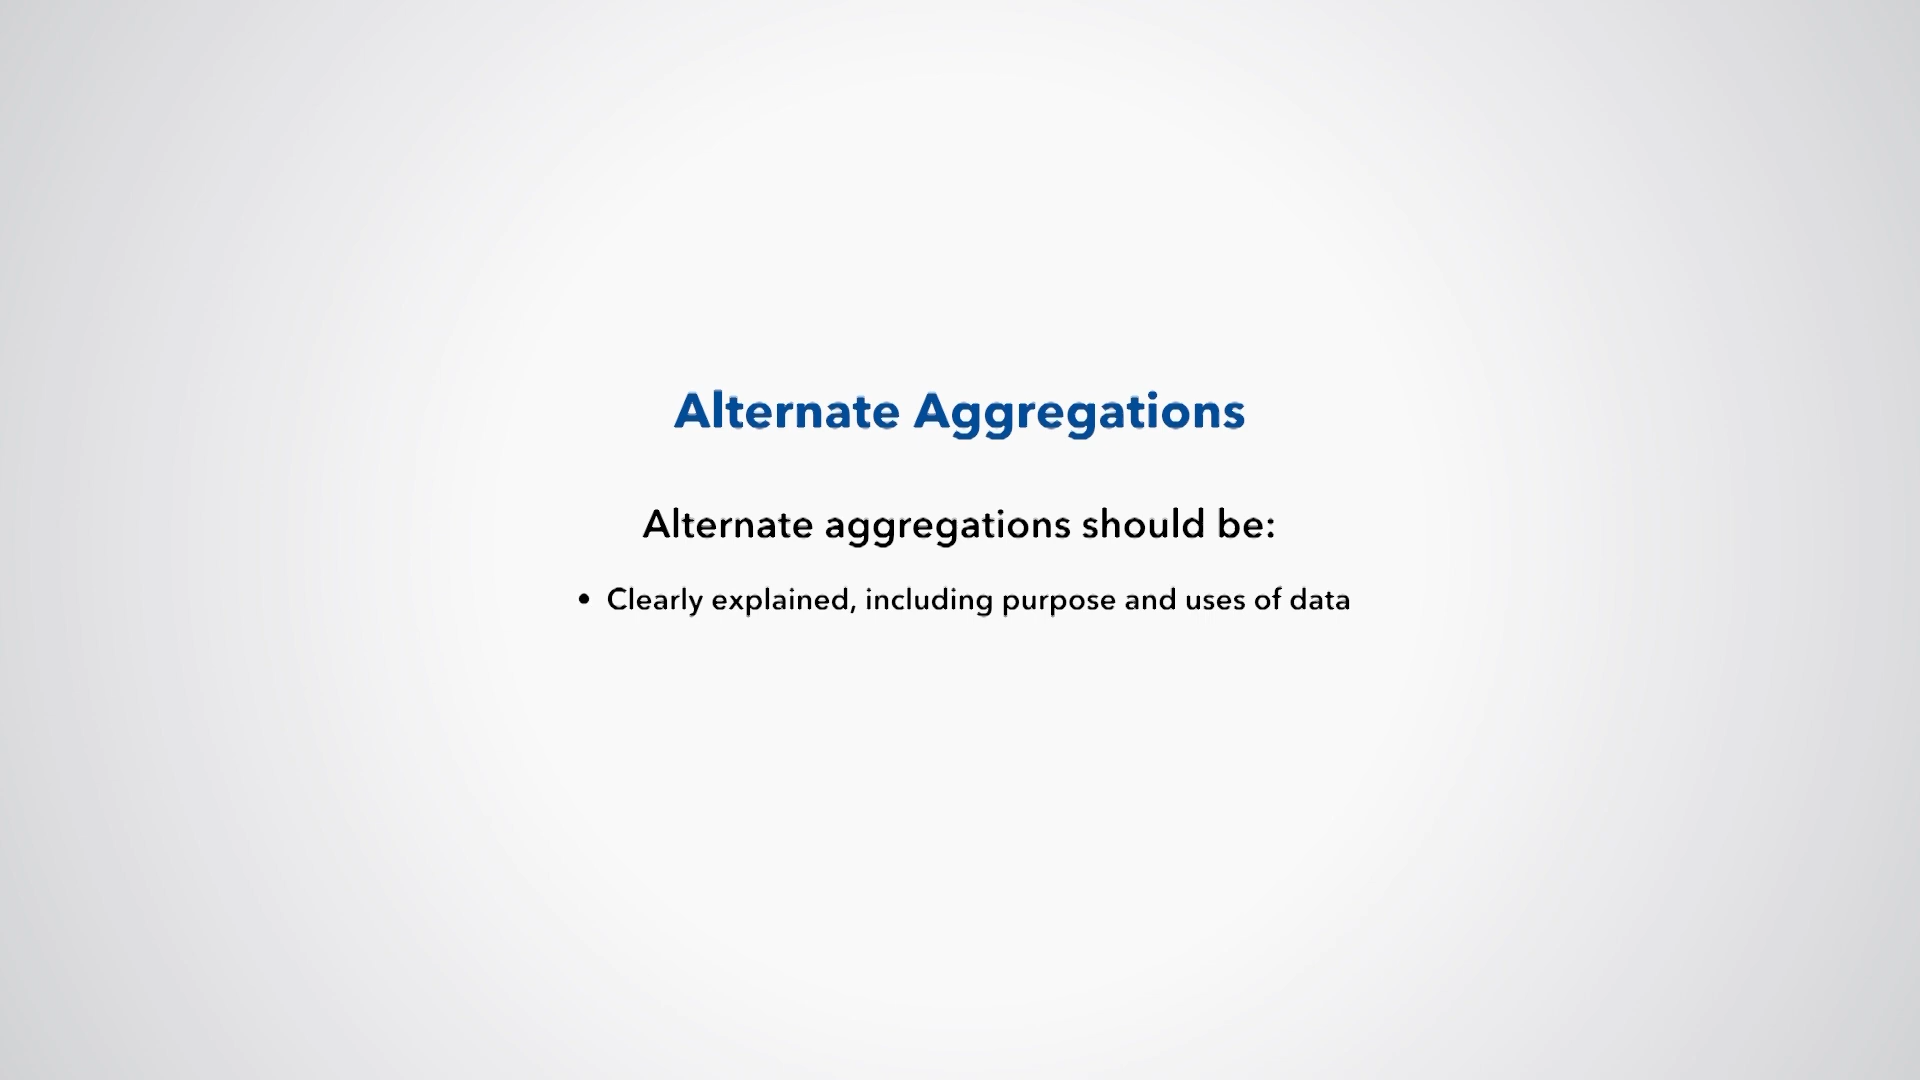 Alternate Aggregations
Alternate aggregations should be:
• Clearly explained, including purpose and uses of data